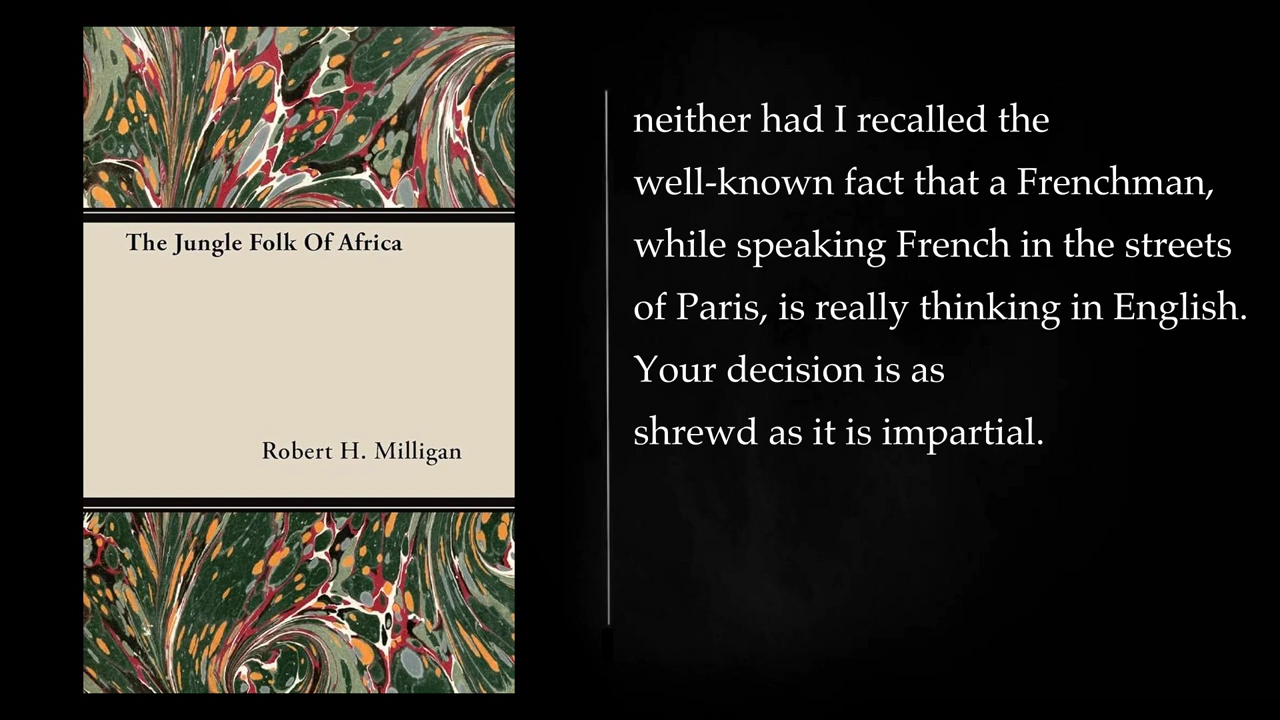 The Jungle Folk Of Africa
Robert H. Milligan
neither had I recalled the
well-known fact that a Frenchman,
while speaking French in the streets
of Paris, is really thinking in English.
Your decision is as
shrewd as it is impartial.